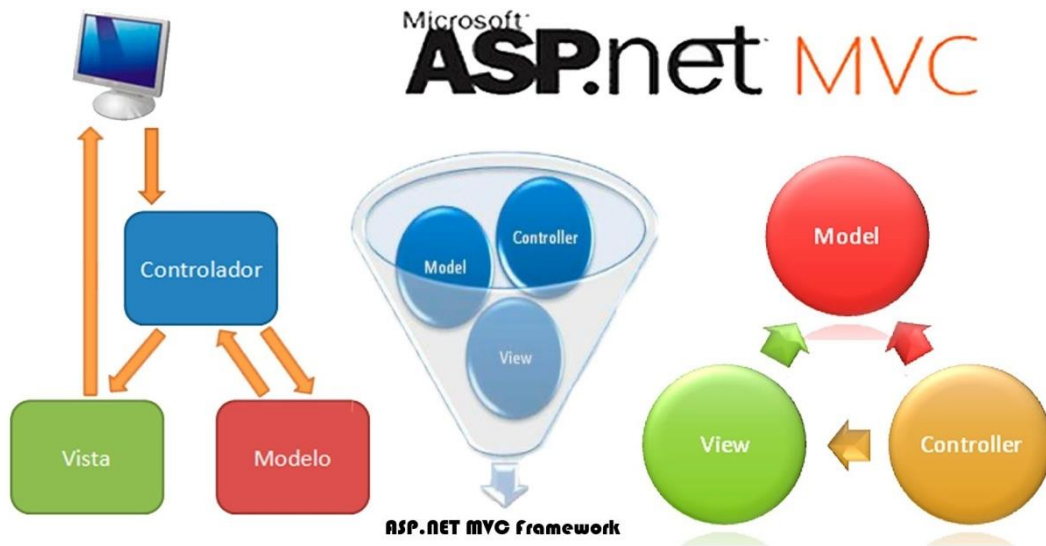 Microsoft
ASP.net MVC
Controlador
Vista
Modelo
Model
Controller
View
ASP.NET MVC Framework
Model
View
Controller